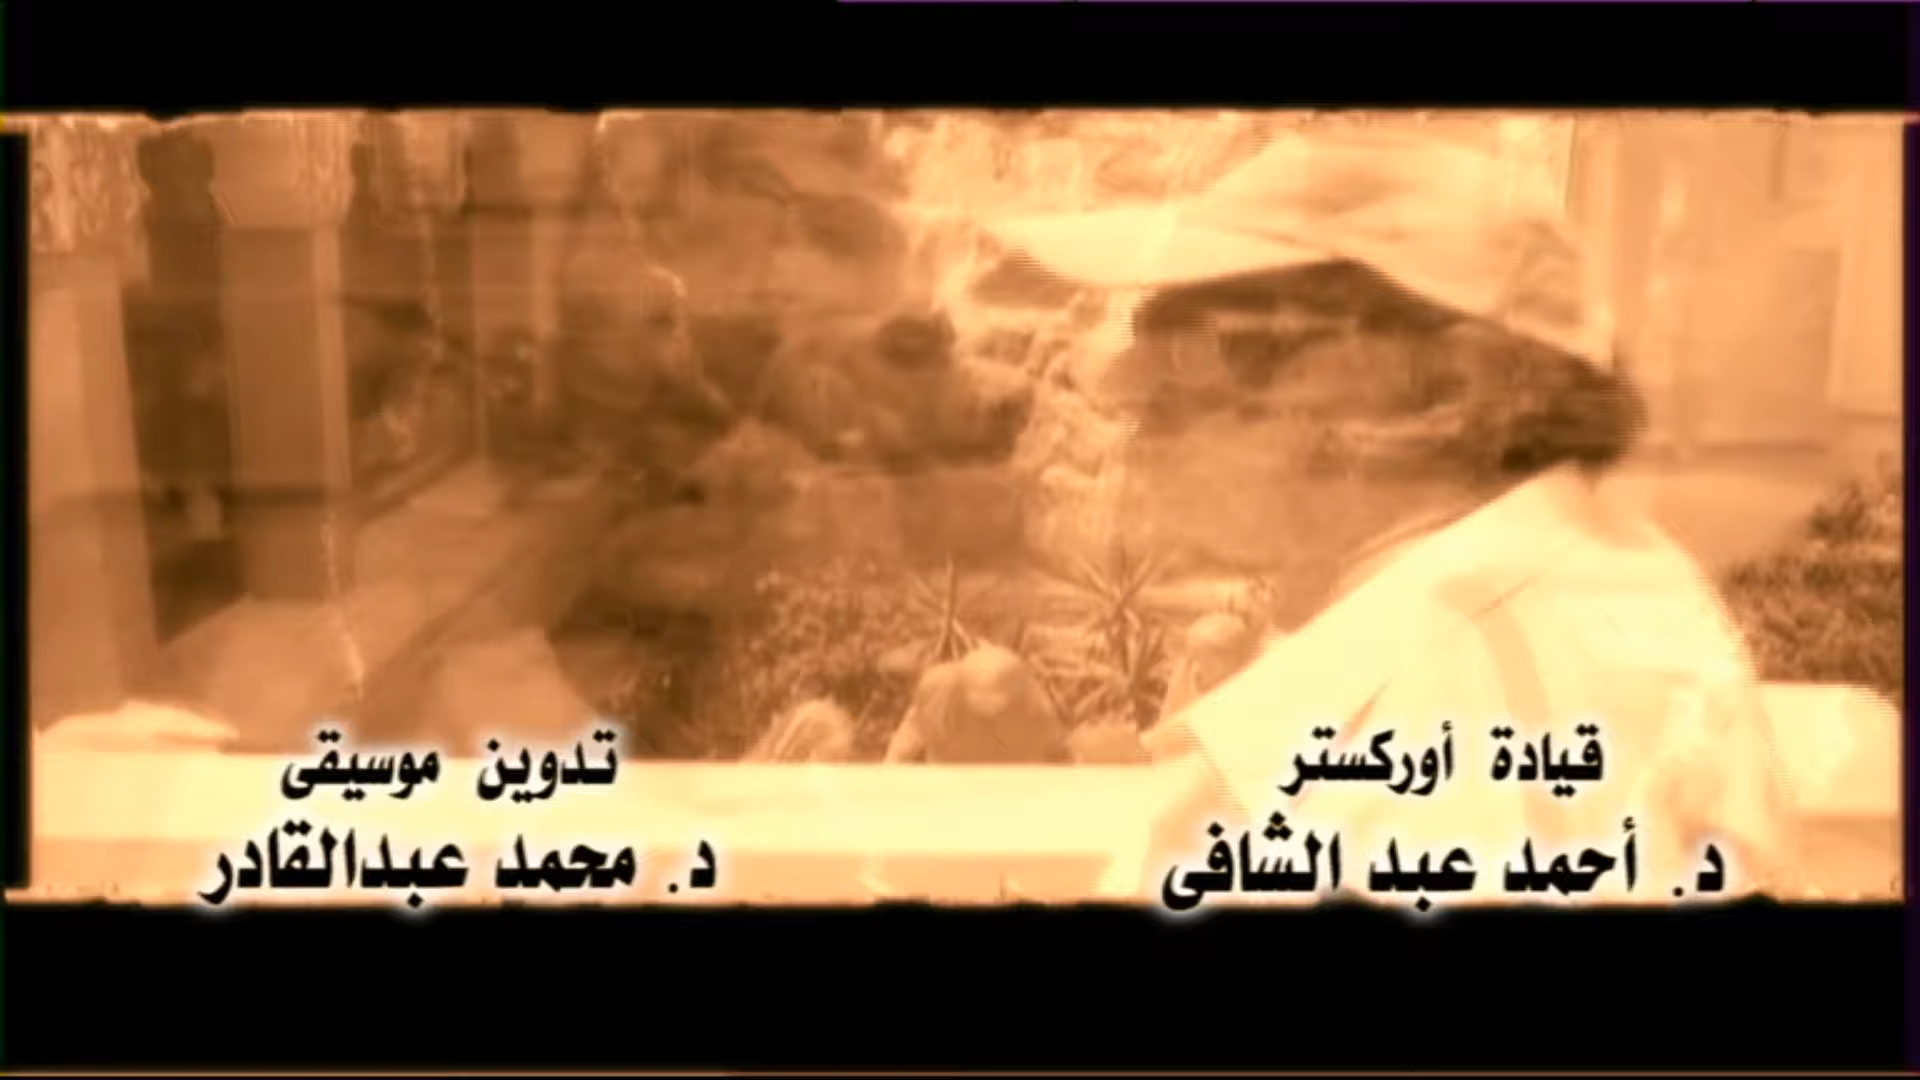 قيادة أوركستر
د. أحمد عبد الشافى
تدوين موسيقى
د. محمد عبدالقادر